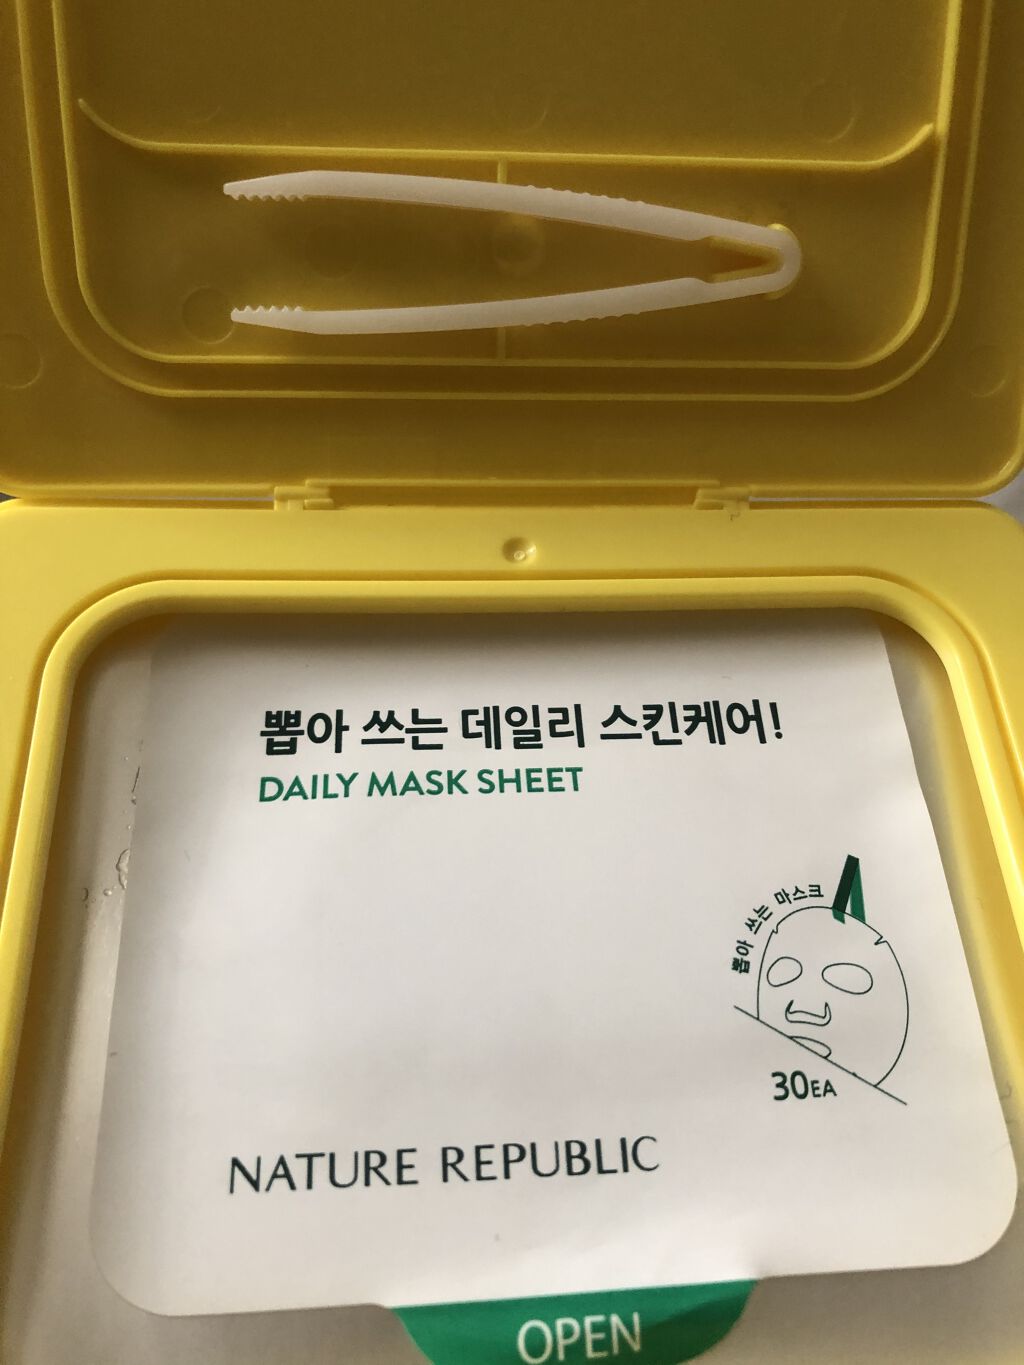 뽑아 쓰는 데일리 스킨케어!
DAILY MASK SHEET
뽑아 쓰는 마스크
30EA
NATURE REPUBLIC
OPEN